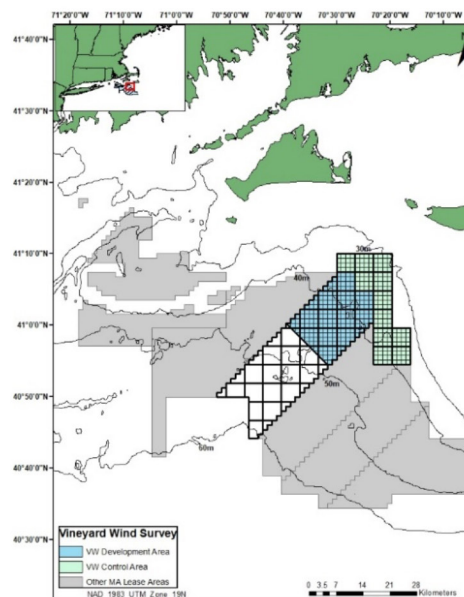 71°20'0"W 71°10'0"W 71°0'0"W 70°50'0"W 70°40'0"W 70°30'0"W 70°20'0"W 70°10'0"W
41°40'0"N
41°30'0"N
41°20'0"N
41°10'0"N
30m
40m
41°0'0"N
50m
40°50'0"N
60m
40°40'0"N
40°30'0"N
Vineyard Wind Survey
VW Development Area
VW Control Area
Other MA Lease Areas
NAD 1983 UTM Zone 19N
0 3.5 7 14 21 28
Kilometers